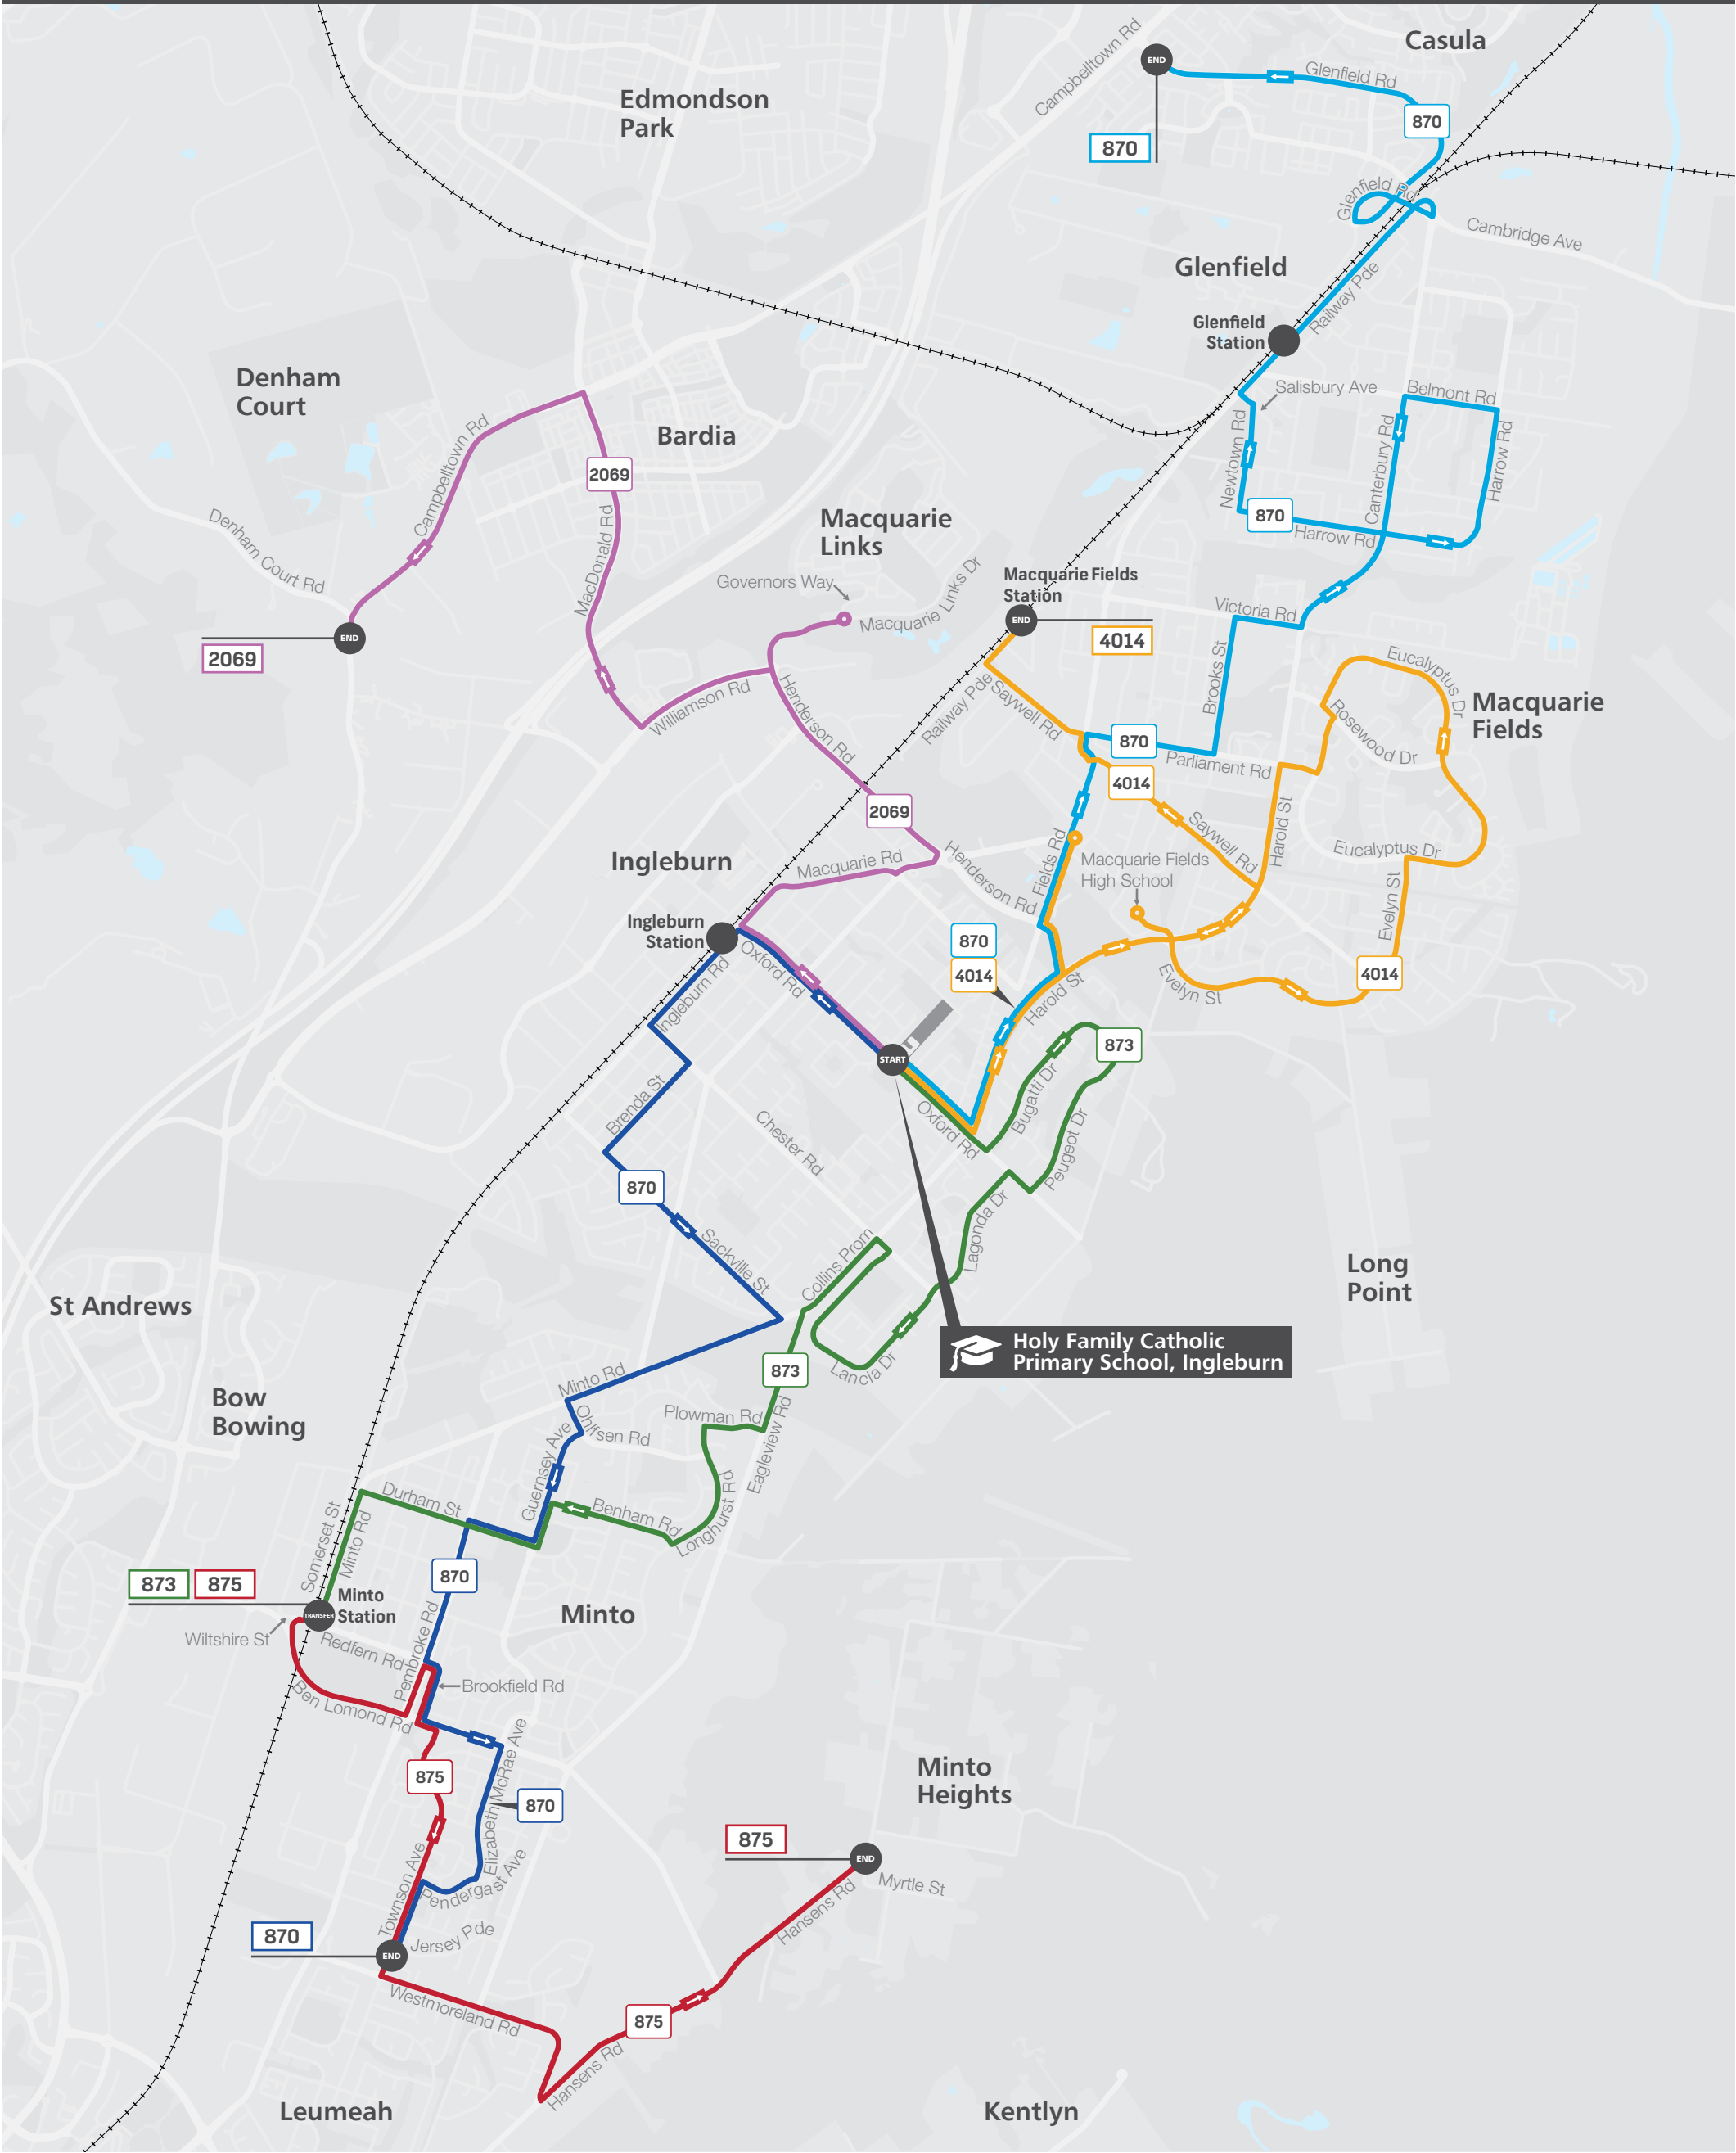 Casula
Campbelltown Rd
END
Glenfield Rd
870
870
Edmondson
Park
Glenfield Rd
Cambridge Ave
Glenfield
Railway Pde
Glenfield
Station
Salisbury Ave
Belmont Rd
Denham
Court
Campbelltown Rd
Bardia
2069
Newtown Rd
Canterbury Rd
Harrow Rd
870
Harrow Rd
Denham Court Rd
MacDonald Rd
Macquarie
Links
Governors Way
Macquarie Links Dr
Macquarie Fields
Station
END
4014
Victoria Rd
END
2069
Williamson Rd
Henderson Rd
Railway Pde
Saywell Rd
Brooks St
Eucalyptus Dr
Rosewood Dr
Macquarie
Fields
870
Parliament Rd
4014
2069
Saywell Rd
Harold St
Eucalyptus Dr
Ingleburn
Macquarie Rd
Henderson Rd
Fields Rd
Macquarie Fields
High School
Evelyn St
Ingleburn
Station
Oxford Rd
Ingleburn Rd
870
4014
Harold St
Evelyn St
4014
START
873
Brenda St
Chester Rd
Oxford Rd
Bugatti Dr
Peugeot Dr
870
Sackville St
Collins Prom
Lagonda Dr
Long
Point
St Andrews
Holy Family Catholic
Primary School, Ingleburn
873
Lancia Dr
Minto Rd
Bow
Bowing
Ohlfsen Rd
Plowman Rd
Eagleview Rd
Guernsey Ave
Durham St
Benham Rd
Longhurst Rd
Somerset St
Minto Rd
873
875
870
TRANSFER
Minto
Station
Minto
Wiltshire St
Redfern Rd
Pembroke Rd
Brookfield Rd
Ben Lomond Rd
875
Elizabeth McRae Ave
870
Minto
Heights
875
END
Myrtle St
Townson Ave
Pendergast Ave
Hansens Rd
870
END
Jersey Pde
Westmoreland Rd
875
Hansens Rd
Leumeah
Kentlyn